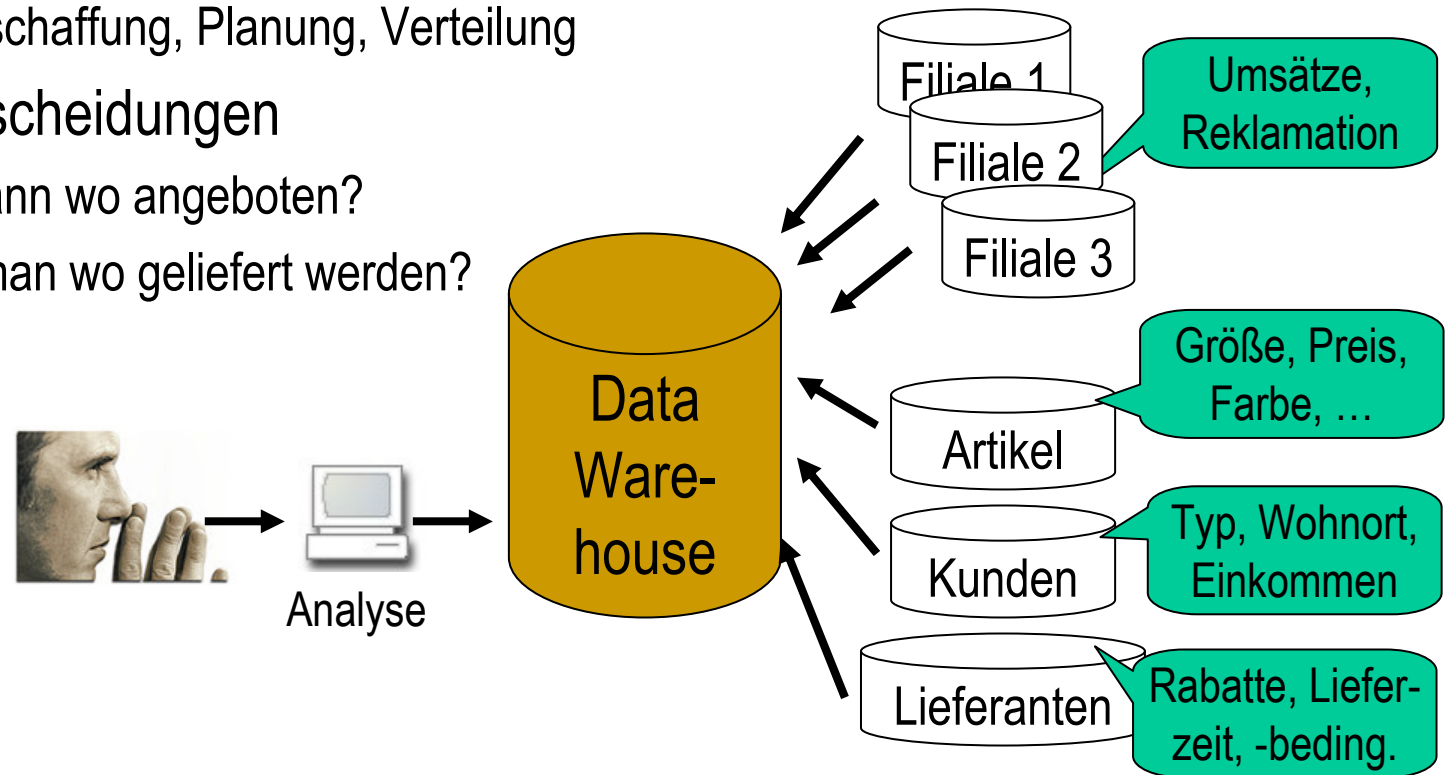 schaffung, Planung, Verteilung
scheidungen
ann wo angeboten?
nan wo geliefert werden?
Filiale 1
Filiale 2
Filiale 3
Umsätze,
Reklamation
Größe, Preis,
Farbe, …
Artikel
Typ, Wohnort,
Einkommen
Kunden
Rabatte, Liefer-
zeit, -beding.
Lieferanten
Data
Ware-
house
Analyse